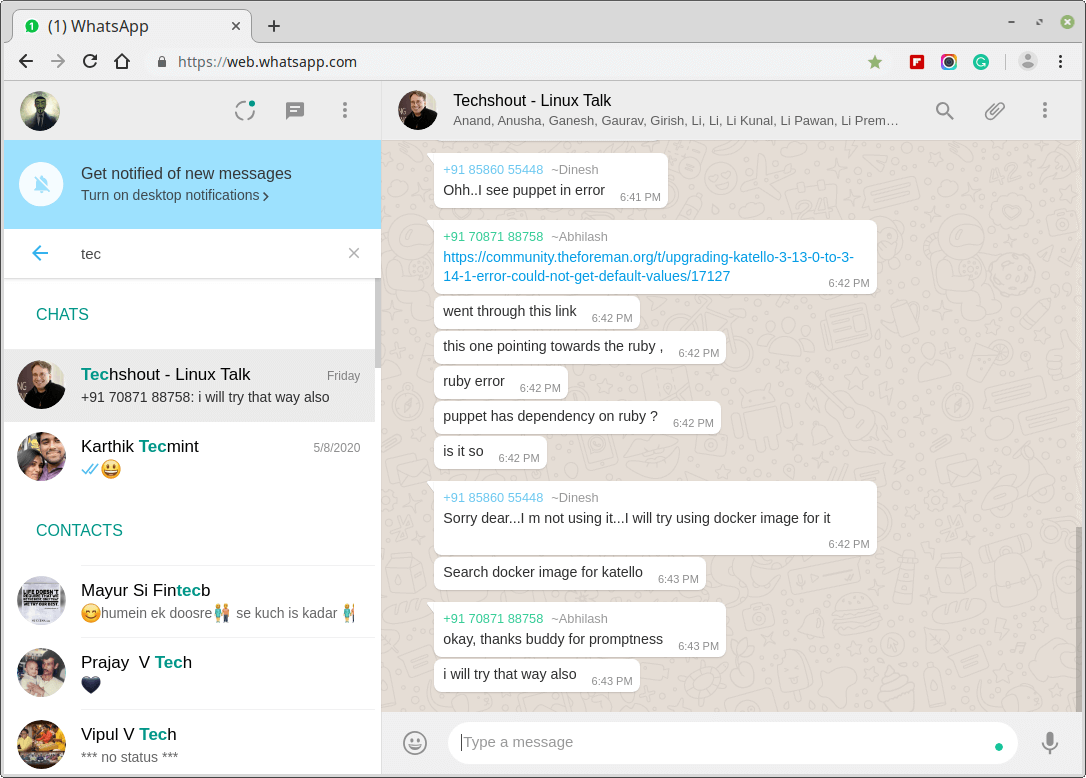 (1) WhatsApp
https://web.whatsapp.com
Get notified of new messages
Turn on desktop notifications
tec
CHATS
Techshout - Linux Talk
Friday
+91 70871 88758: i will try that way also
Karthik Tecmint
5/8/2020
CONTACTS
Mayur Si Fintecb
humein ek doosre se kuch is kadar
Prajay V Tech
Vipul V Tech
*** no status ***
Techshout - Linux Talk
Anand, Anusha, Ganesh, Gaurav, Girish, Li, Li, Li Kunal, Li Pawan, Li Prem…
+91 85860 55448 ~Dinesh
Ohh..I see puppet in error
6:41 PM
+91 70871 88758 ~Abhilash
https://community.theforeman.org/t/upgrading-katello-3-13-0-to-3-
14-1-error-could-not-get-default-values/17127
6:42 PM
went through this link
6:42 PM
this one pointing towards the ruby ,
6:42 PM
ruby error
6:42 PM
puppet has dependency on ruby ?
6:42 PM
is it so
6:42 PM
+91 85860 55448 ~Dinesh
Sorry dear...I m not using it...I will try using docker image for it
6:42 PM
Search docker image for katello
6:43 PM
+91 70871 88758 ~Abhilash
okay, thanks buddy for promptness
6:43 PM
i will try that way also
6:43 PM
Type a message